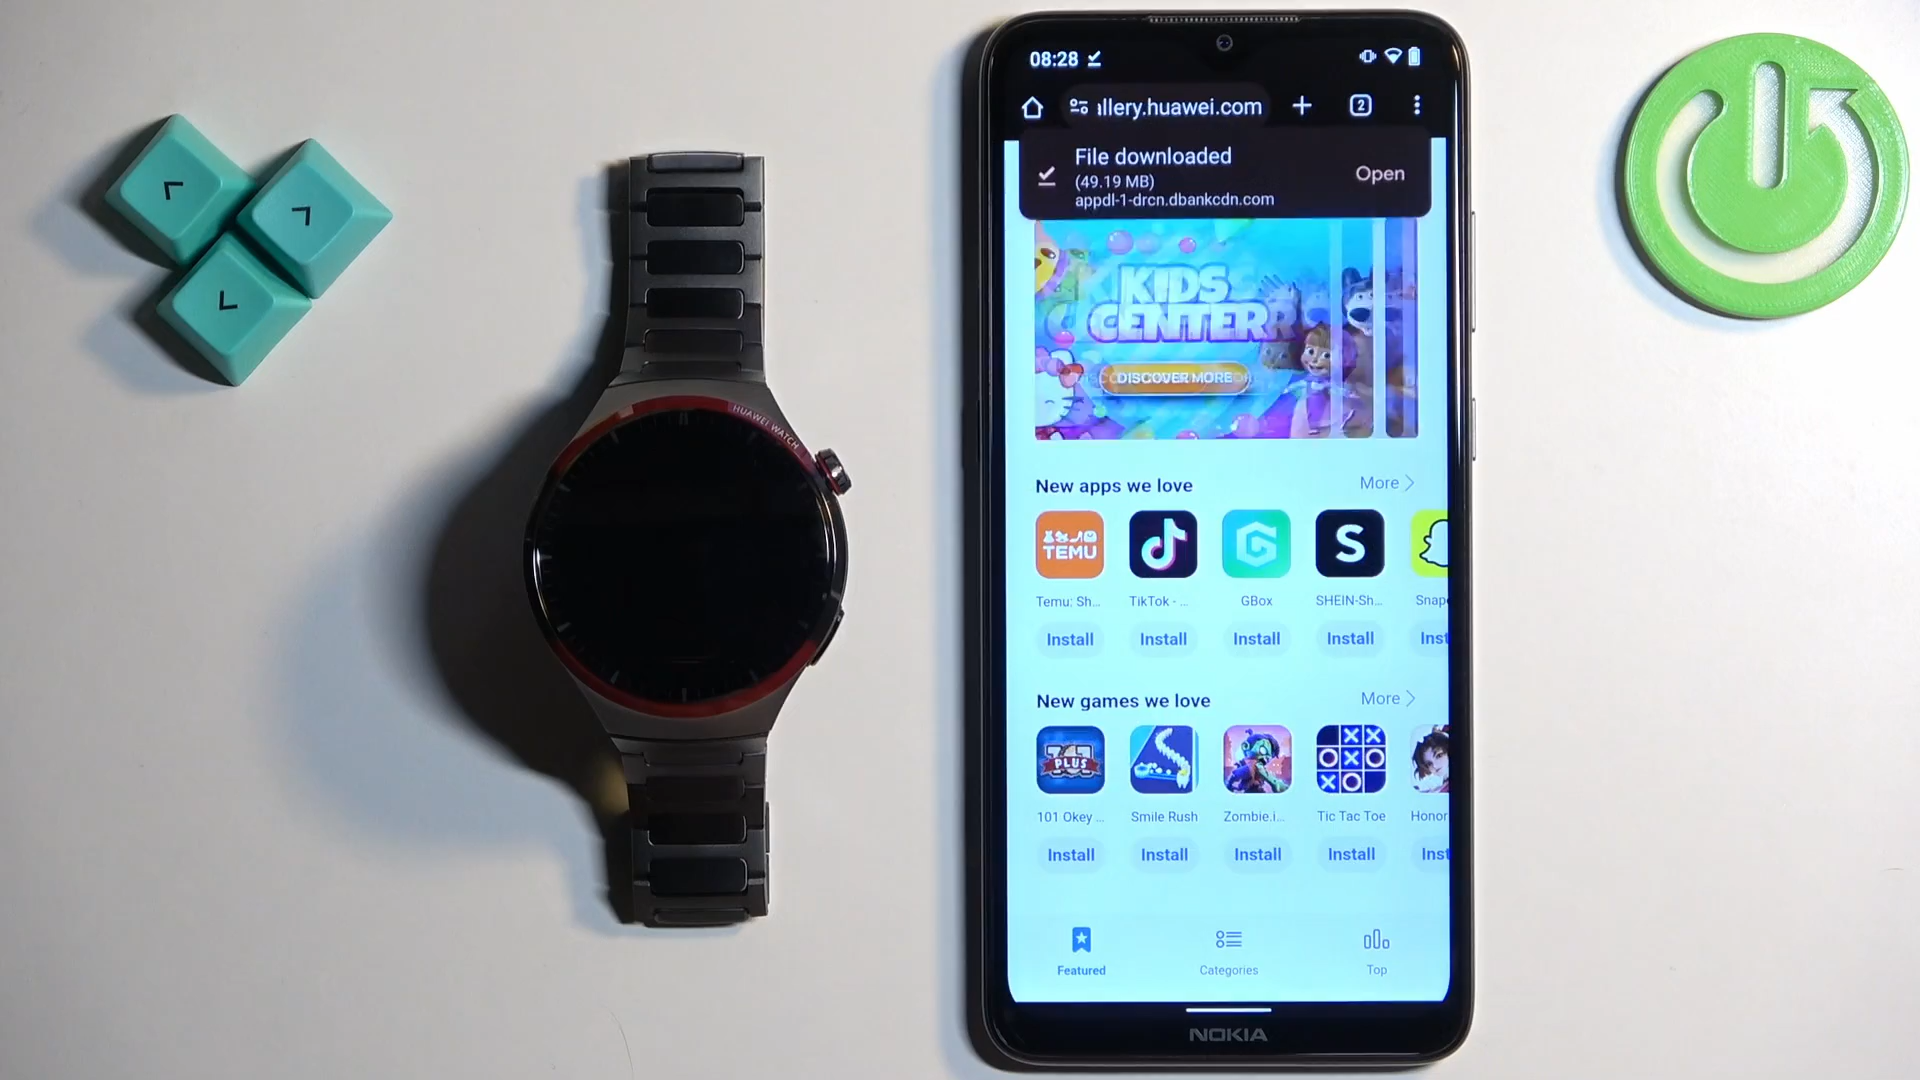 08:28
allery.huawei.com
2
File downloaded
(49.19 MB)
appdl-1-drcn.dbankcdn.com
Open
KIDS
CENTER
DISCOVER MORE
New apps we love
More
TEMU
S
Temu: Sh...
TikTok - ...
GBox
SHEIN-Sh...
Snap
Install
Install
Install
Install
Inst
New games we love
More
PLUS
101 Okey ...
Smile Rush
Zombie.i...
Tic Tac Toe
Honor
Install
Install
Install
Install
Inst
Featured
Categories
Top
NOKIA
HUAWEI WATCH